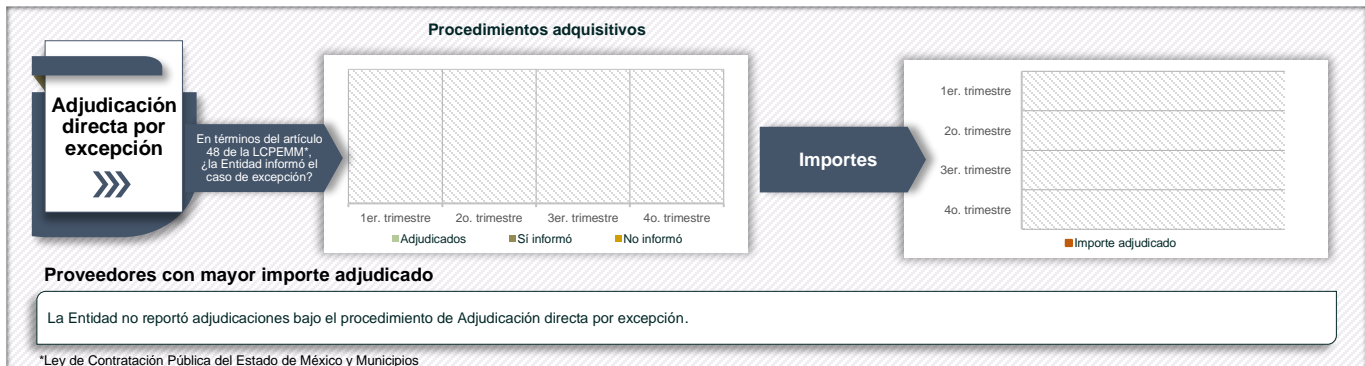 Procedimientos adquisitivos
Adjudicación
directa por
excepción
En términos del artículo
48 de la LCPEMM*,
¿la Entidad informó el
caso de excepción?
1er. trimestre
2o. trimestre
3er. trimestre
4o. trimestre
Adjudicados
Sí informó
No informó
Importes
1er. trimestre
2o. trimestre
3er. trimestre
4o. trimestre
Importe adjudicado
Proveedores con mayor importe adjudicado
La Entidad no reportó adjudicaciones bajo el procedimiento de Adjudicación directa por excepción.
*Ley de Contratación Pública del Estado de México y Municipios